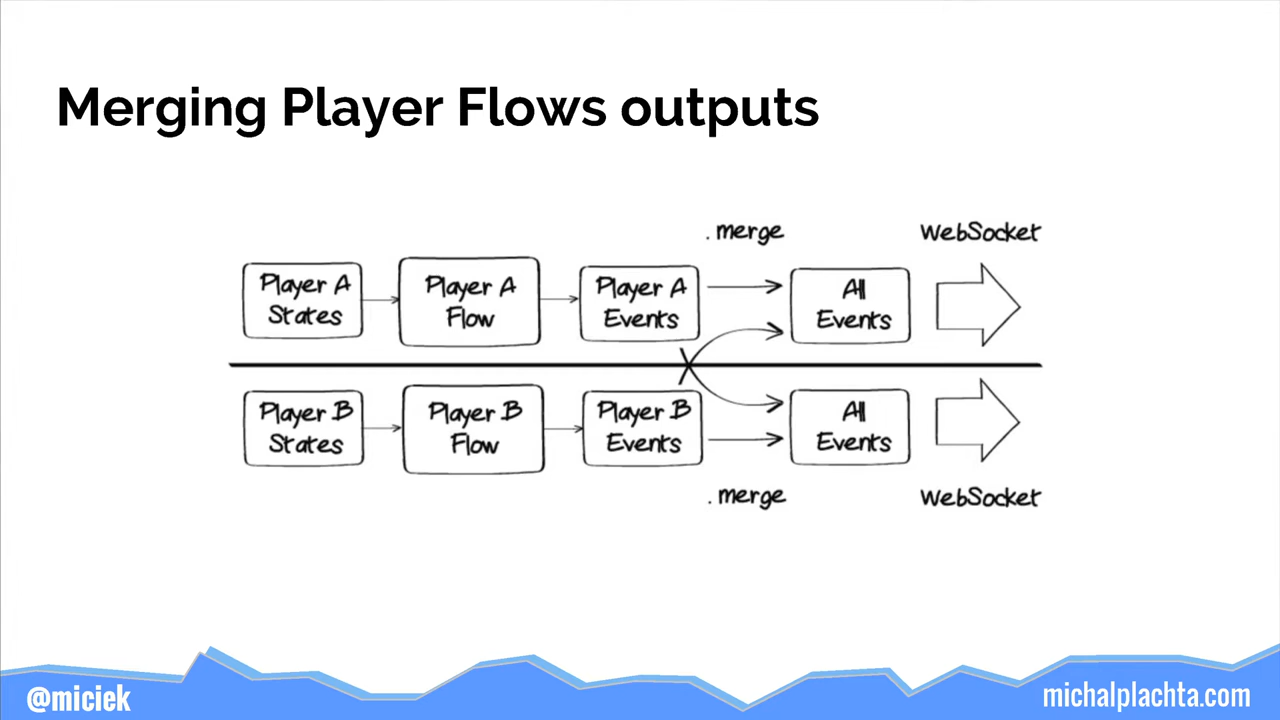 Merging Player Flows outputs
.merge
WebSocket
Player A
States
Player A
Flow
Player A
Events
All
Events
Player B
States
Player B
Flow
Player B
Events
All
Events
.merge
WebSocket
@miciek
michalplachta.com